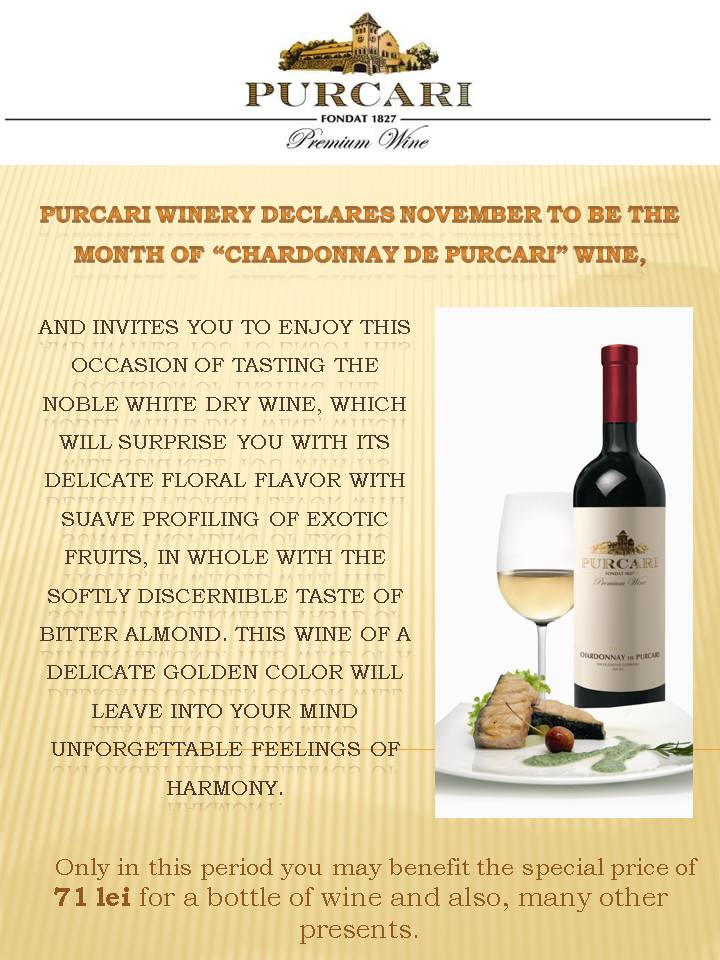 PURCARI
FONDAT 1827
Premium Wine
PURCARI WINERY DECLARES NOVEMBER TO BE THE
MONTH OF “CHARDONNAY DE PURCARI” WINE,
AND INVITES YOU TO ENJOY THIS
OCCASION OF TASTING THE
NOBLE WHITE DRY WINE, WHICH
WILL SURPRISE YOU WITH ITS
DELICATE FLORAL FLAVOR WITH
SUAVE PROFILING OF EXOTIC
FRUITS, IN WHOLE WITH THE
SOFTLY DISCERNIBLE TASTE OF
BITTER ALMOND. THIS WINE OF A
DELICATE GOLDEN COLOR WILL
LEAVE INTO YOUR MIND
UNFORGETTABLE FEELINGS OF
HARMONY.
PURCARI
FONDAT 1827
Premium Wine
CHARDONNAY DE PURCARI
Only in this period you may benefit the special price of
71 lei for a bottle of wine and also, many other
presents.